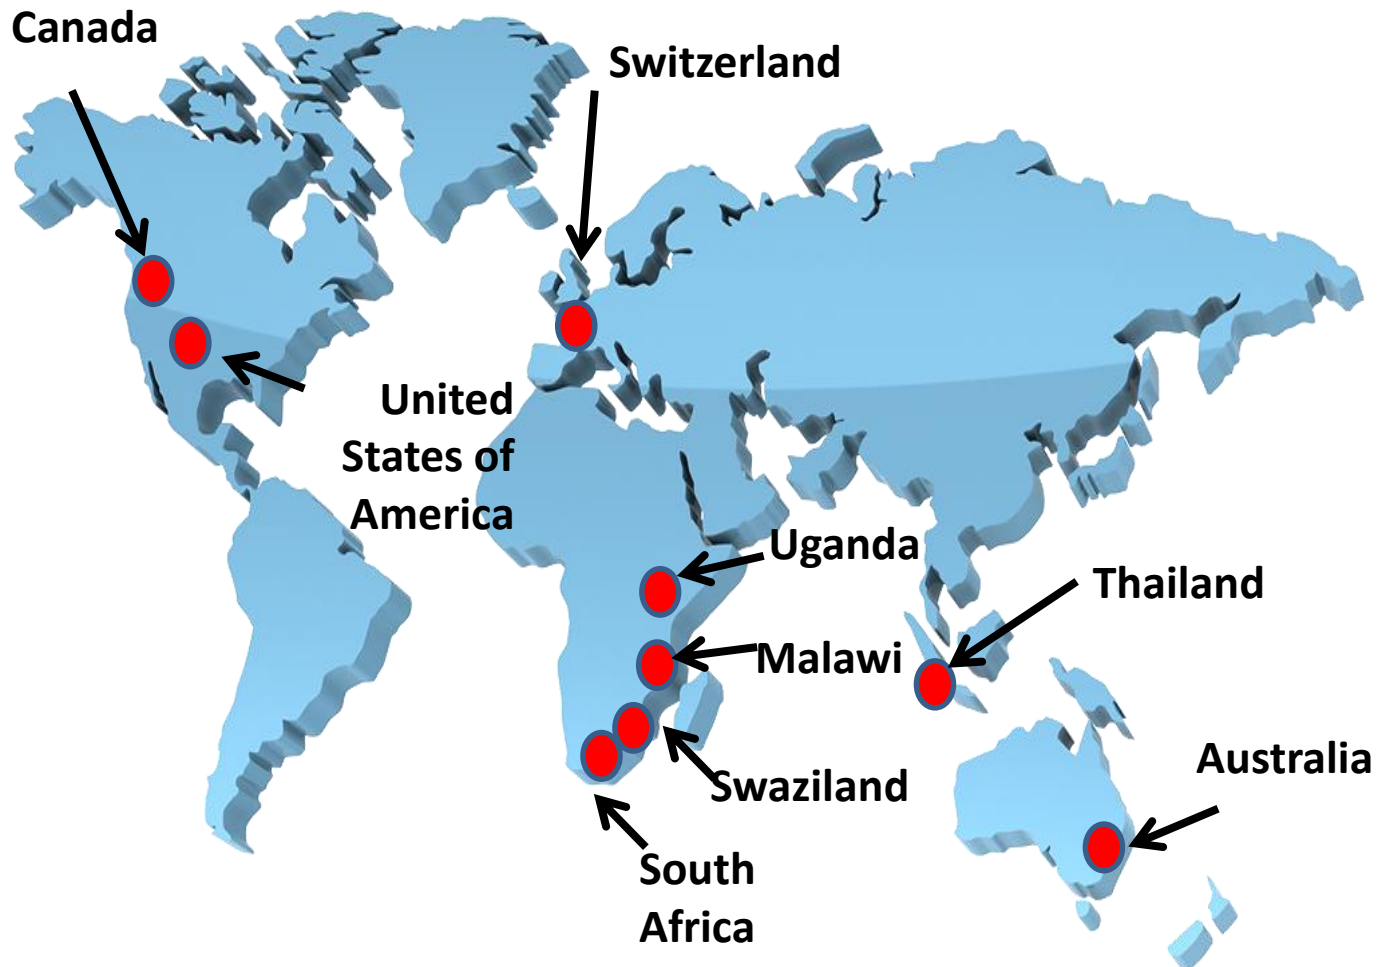 Canada
Switzerland
United
States of
America
Uganda
Thailand
Malawi
Australia
Swaziland
South
Africa